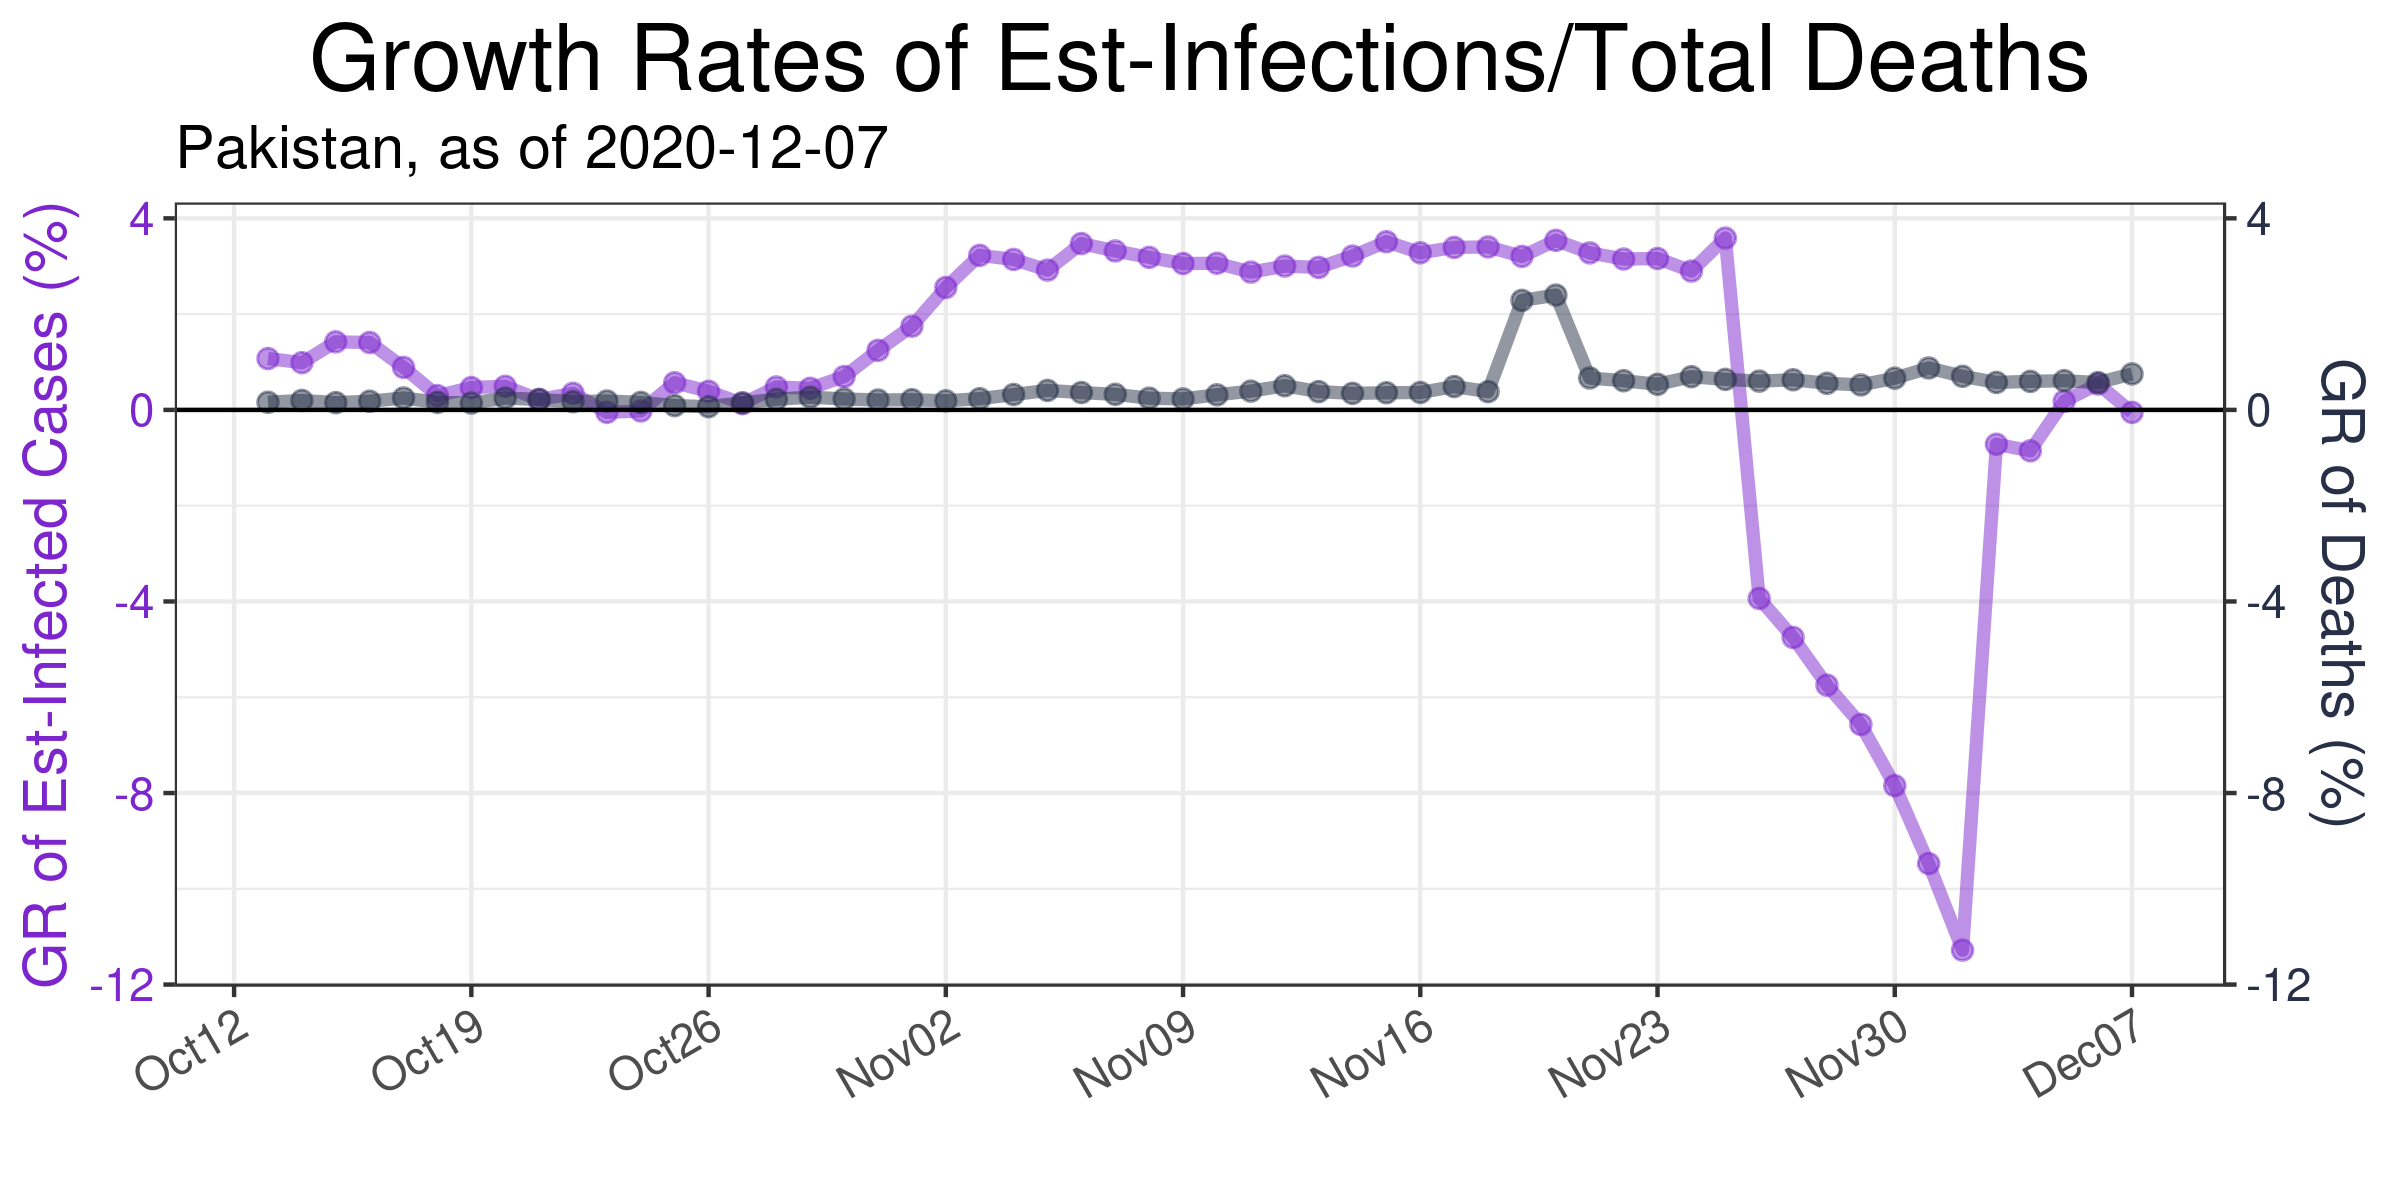 Growth Rates of Est-Infections/Total Deaths
Pakistan, as of 2020-12-07
GR of Est-Infected Cases (%)
4
0
-4
-8
-12
4
0
-4
-8
-12
GR of Deaths (%)
Oct12
Oct19
Oct26
Nov02
Nov09
Nov16
Nov23
Nov30
Dec07